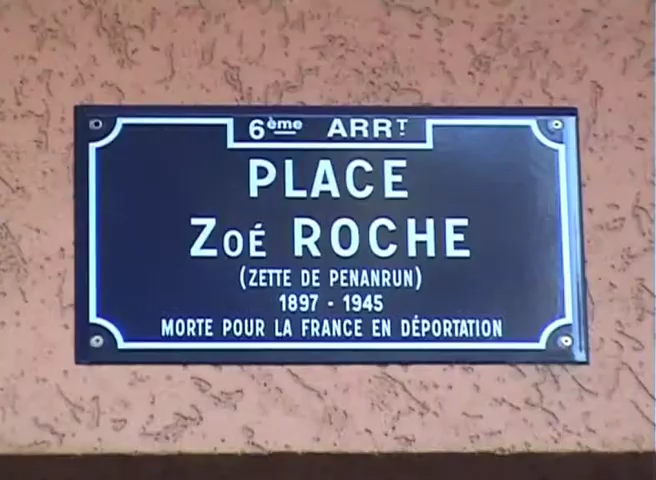 6ème ARRT
PLACE
ZOÉ ROCHE
(ZETTE DE PENANRUN)
1897 - 1945
MORTE POUR LA FRANCE EN DÉPORTATION